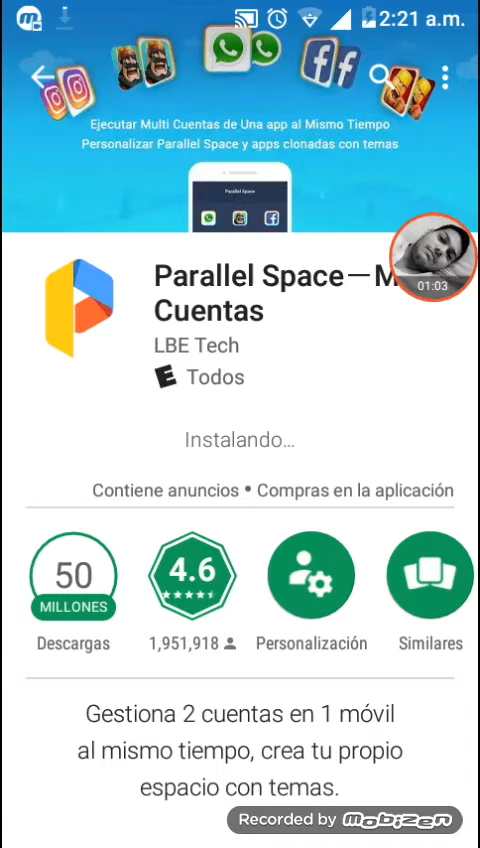 2:21 a.m.
Ejecutar Multi Cuentas de Una app al Mismo Tiempo
Personalizar Parallel Space y apps clonadas con temas
Parallel Space
Parallel Space—M
Cuentas
01:03
LBE Tech
E Todos
Instalando...
Contiene anuncios • Compras en la aplicación
50
MILLONES
4.6
Descargas
1,951,918
Personalización
Similares
Gestiona 2 cuentas en 1 móvil
al mismo tiempo, crea tu propio
espacio con temas.
Recorded by mobizen